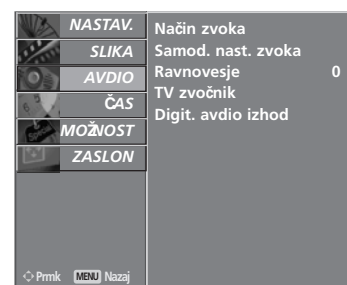 NASTAV.
SLIKA
AVDIO
ČAS
MOŽNOST
ZASLON
Način zvoka
Samod. nast. zvoka
Ravnovesje 0
TV zvočnik
Digit. avdio izhod
Prmk MENU Nazaj